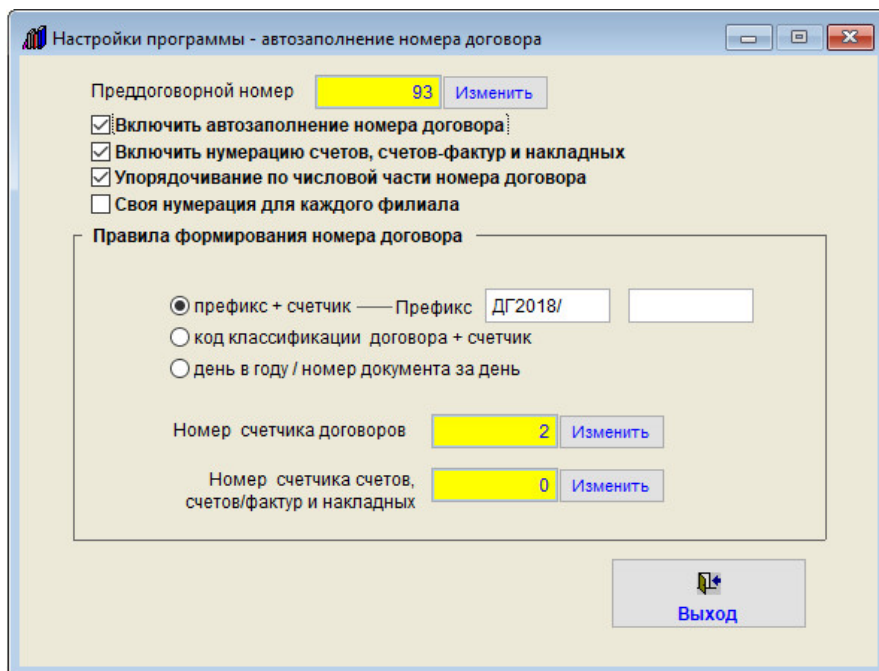 Настройки программы - автозаполнение номера договора
Преддоговорной номер 93 Изменить
Включить автозаполнение номера договора
Включить нумерацию счетов, счетов-фактур и накладных
Упорядочивание по числовой части номера договора
Своя нумерация для каждого филиала
Правила формирования номера договора
префикс + счетчик Префикс ДГ2018/
код классификации договора + счетчик
день в году / номер документа за день
Номер счетчика договоров 2 Изменить
Номер счетчика счетов,
счетов/фактур и накладных 0 Изменить
Выход